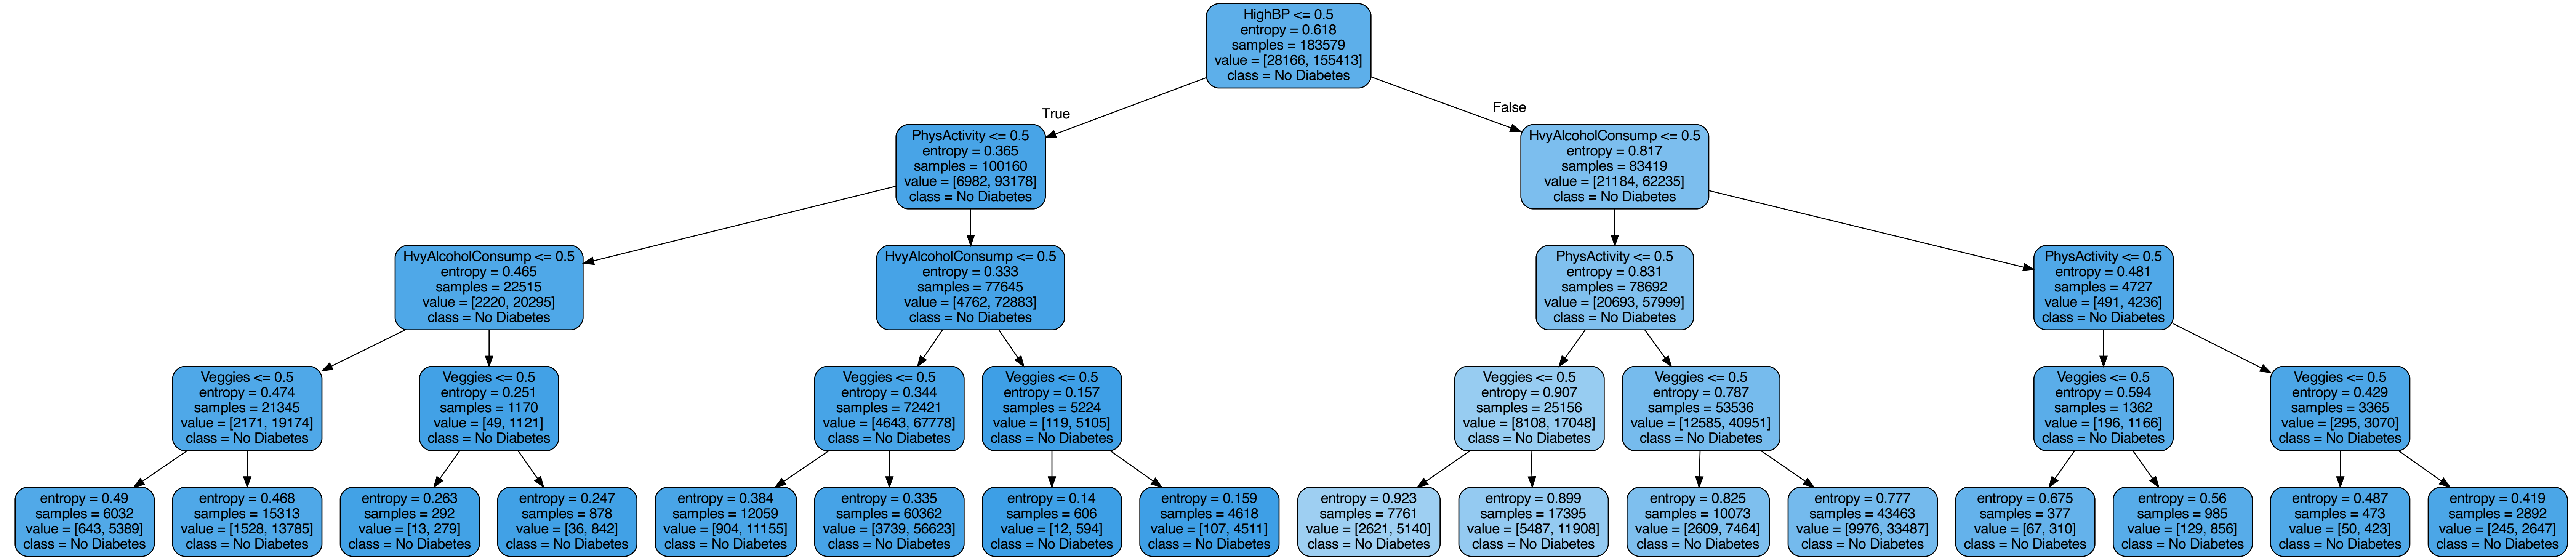 HighBP <= 0.5
entropy = 0.618
samples = 183579
value = [28166, 155413]
class = No Diabetes
True
False
PhysActivity <= 0.5
entropy = 0.365
samples = 100160
value = [6982, 93178]
class = No Diabetes
HvyAlcoholConsump <= 0.5
entropy = 0.817
samples = 83419
value = [21184, 62235]
class = No Diabetes
HvyAlcoholConsump <= 0.5
entropy = 0.465
samples = 22515
value = [2220, 20295]
class = No Diabetes
HvyAlcoholConsump <= 0.5
entropy = 0.333
samples = 77645
value = [4762, 72883]
class = No Diabetes
PhysActivity <= 0.5
entropy = 0.831
samples = 78692
value = [20693, 57999]
class = No Diabetes
PhysActivity <= 0.5
entropy = 0.481
samples = 4727
value = [491, 4236]
class = No Diabetes
Veggies <= 0.5
entropy = 0.474
samples = 21345
value = [2171, 19174]
class = No Diabetes
Veggies <= 0.5
entropy = 0.251
samples = 1170
value = [49, 1121]
class = No Diabetes
Veggies <= 0.5
entropy = 0.344
samples = 72421
value = [4643, 67778]
class = No Diabetes
Veggies <= 0.5
entropy = 0.157
samples = 5224
value = [119, 5105]
class = No Diabetes
Veggies <= 0.5
entropy = 0.907
samples = 25156
value = [8108, 17048]
class = No Diabetes
Veggies <= 0.5
entropy = 0.787
samples = 53536
value = [12585, 40951]
class = No Diabetes
Veggies <= 0.5
entropy = 0.594
samples = 1362
value = [196, 1166]
class = No Diabetes
Veggies <= 0.5
entropy = 0.429
samples = 3365
value = [295, 3070]
class = No Diabetes
entropy = 0.49
samples = 6032
value = [643, 5389]
class = No Diabetes
entropy = 0.468
samples = 15313
value = [1528, 13785]
class = No Diabetes
entropy = 0.263
samples = 292
value = [13, 279]
class = No Diabetes
entropy = 0.247
samples = 878
value = [36, 842]
class = No Diabetes
entropy = 0.384
samples = 12059
value = [904, 11155]
class = No Diabetes
entropy = 0.335
samples = 60362
value = [3739, 56623]
class = No Diabetes
entropy = 0.14
samples = 606
value = [12, 594]
class = No Diabetes
entropy = 0.159
samples = 4618
value = [107, 4511]
class = No Diabetes
entropy = 0.923
samples = 7761
value = [2621, 5140]
class = No Diabetes
entropy = 0.899
samples = 17395
value = [5487, 11908]
class = No Diabetes
entropy = 0.825
samples = 10073
value = [2609, 7464]
class = No Diabetes
entropy = 0.777
samples = 43463
value = [9976, 33487]
class = No Diabetes
entropy = 0.675
samples = 377
value = [67, 310]
class = No Diabetes
entropy = 0.56
samples = 985
value = [129, 856]
class = No Diabetes
entropy = 0.487
samples = 473
value = [50, 423]
class = No Diabetes
entropy = 0.419
samples = 2892
value = [245, 2647]
class = No Diabetes